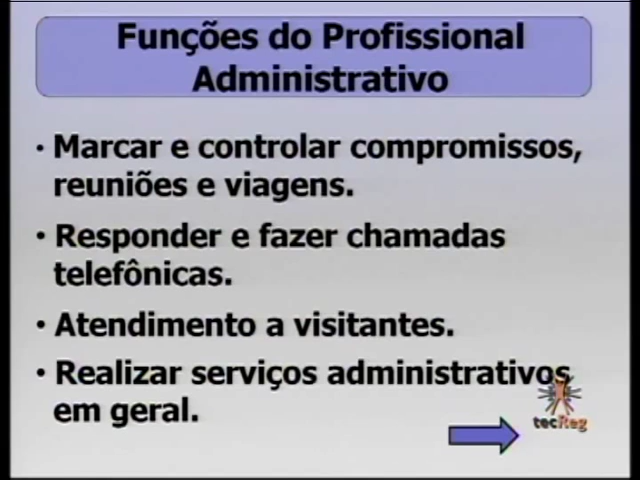 Funções do Profissional
Administrativo
• Marcar e controlar compromissos,
reuniões e viagens.
• Responder e fazer chamadas
telefônicas.
• Atendimento a visitantes.
• Realizar serviços administrativos
em geral.
tecReg